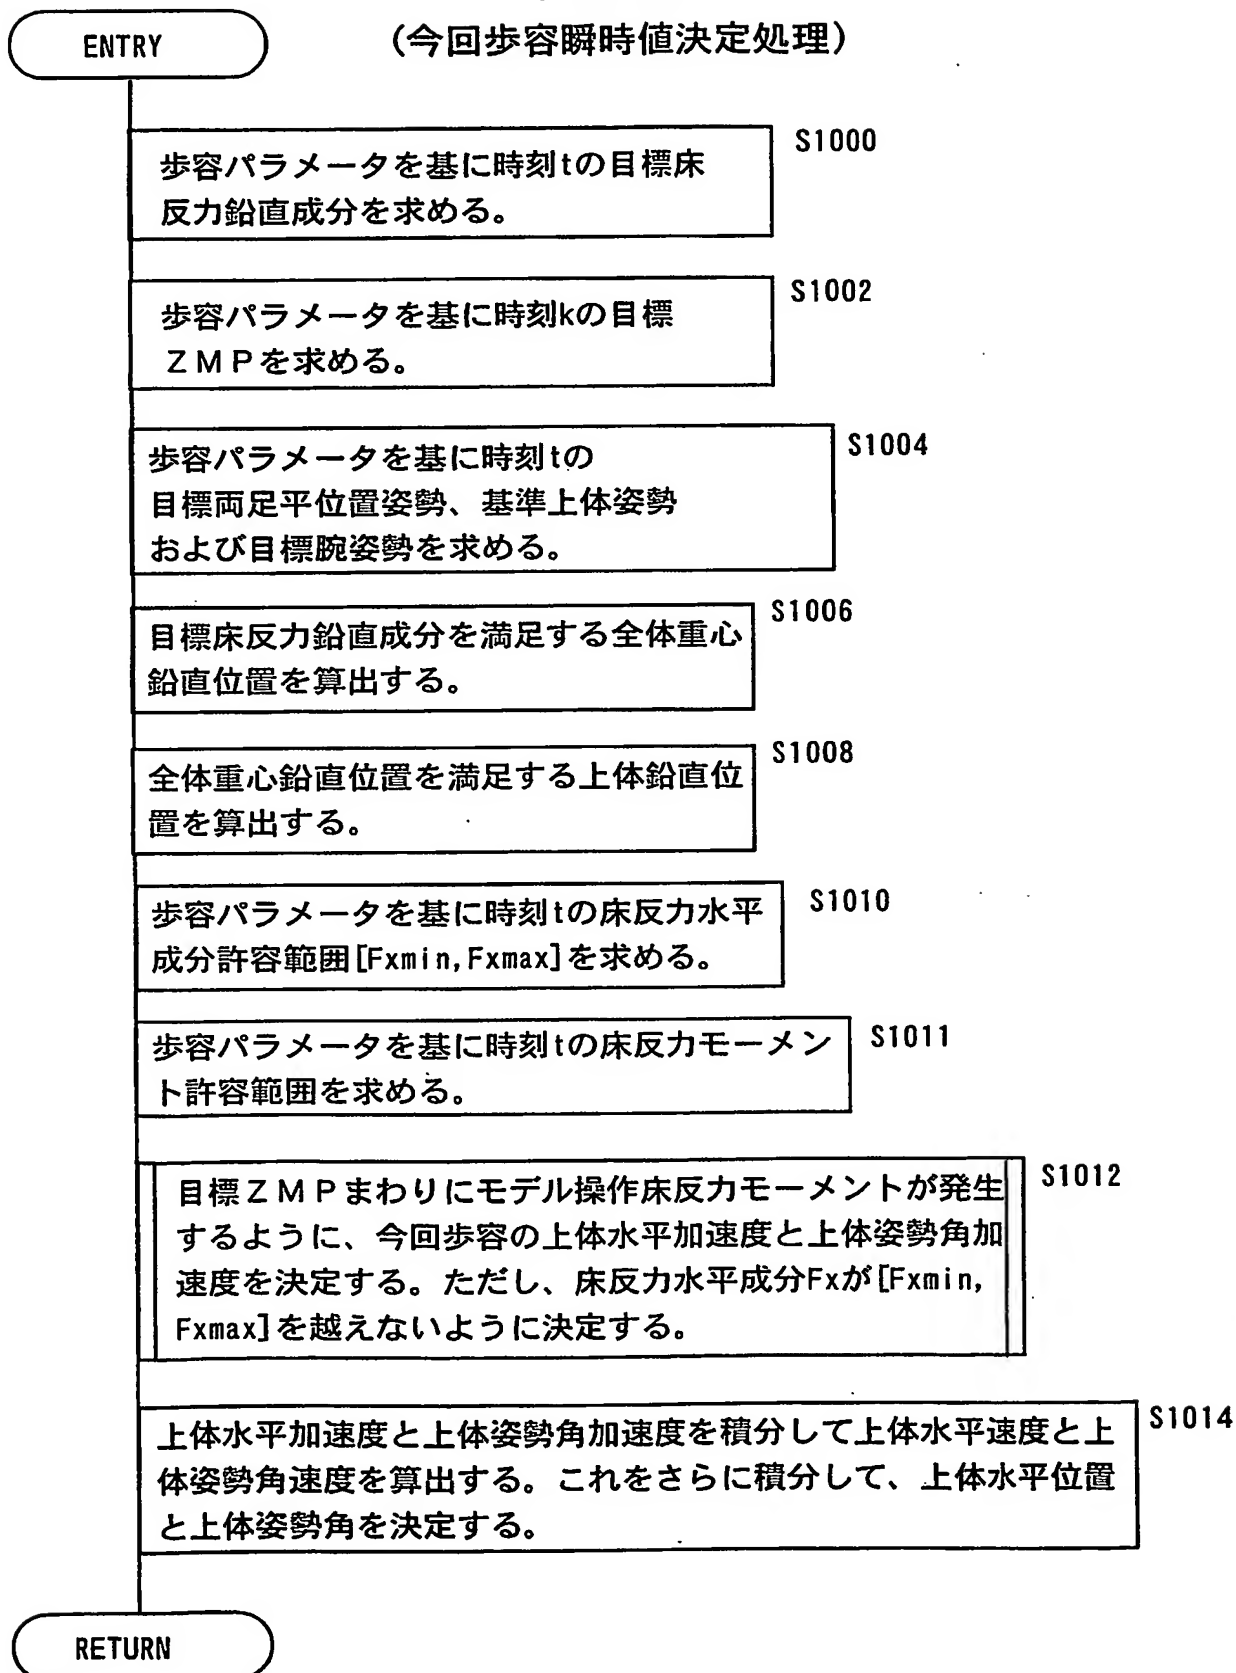 ENTRY
(今回歩容瞬時値決定処理)
S1000
歩容パラメータを基に時刻tの目標床
反力鉛直成分を求める。
S1002
歩容パラメータを基に時刻kの目標
ZMPを求める。
S1004
歩容パラメータを基に時刻tの
目標両足平位置姿勢、基準上体姿勢
および目標腕姿勢を求める。
S1006
目標床反力鉛直成分を満足する全体重心
鉛直位置を算出する。
S1008
全体重心鉛直位置を満足する上体鉛直位
置を算出する。
S1010
歩容パラメータを基に時刻tの床反力水平
成分許容範囲[Fxmin,Fxmax]を求める。
S1011
歩容パラメータを基に時刻tの床反力モーメン
ト許容範囲を求める。
S1012
目標ZMPまわりにモデル操作床反力モーメントが発生
するように、今回歩容の上体水平加速度と上体姿勢角加
速度を決定する。ただし、床反力水平成分Fxが[Fxmin,
Fxmax]を越えないように決定する。
S1014
上体水平加速度と上体姿勢角加速度を積分して上体水平速度と上
体姿勢角速度を算出する。これをさらに積分して、上体水平位置
と上体姿勢角を決定する。
RETURN